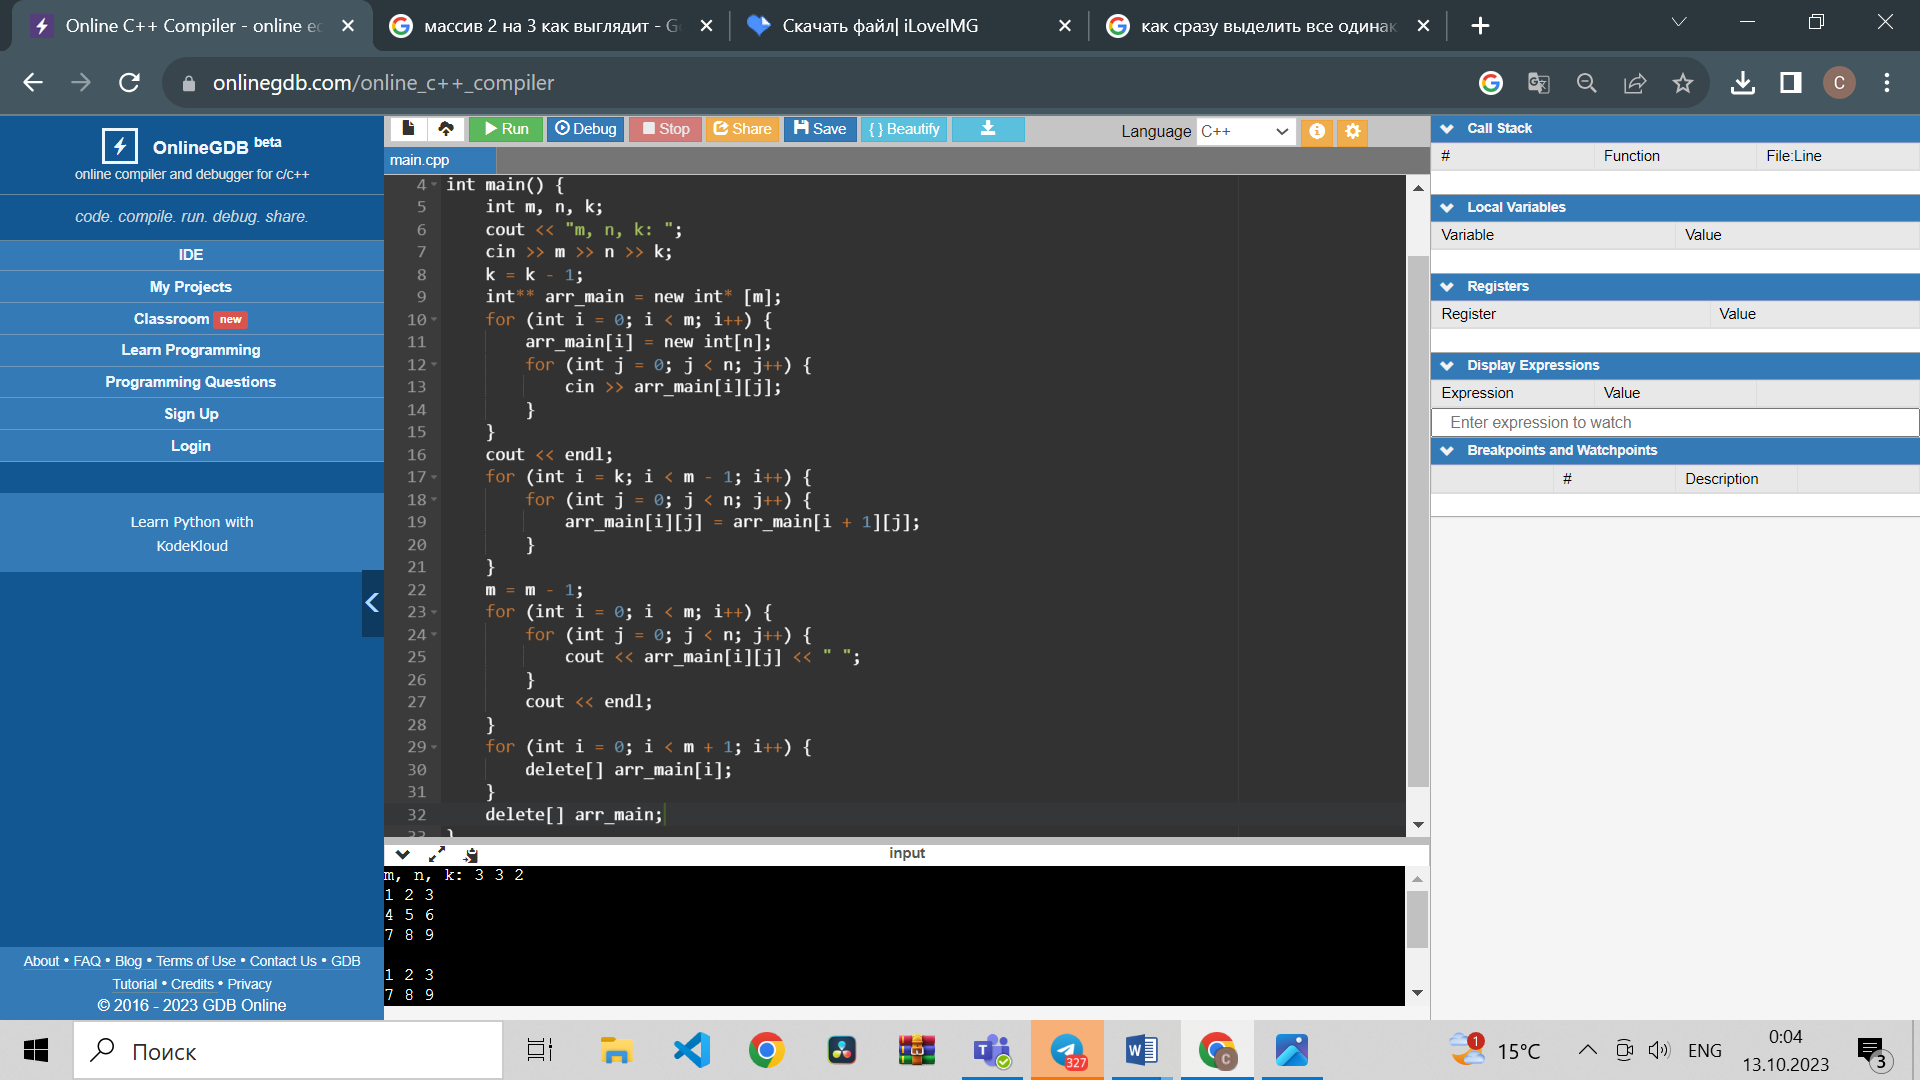 Online C++ Compiler - online ec
массив 2 на 3 как выглядит - G
Скачать файл| iLoveIMG
как сразу выделить все одинак
onlinegdb.com/online_c++_compiler
C
OnlineGDB beta
online compiler and debugger for c/c++
code. compile. run. debug. share.
IDE
My Projects
Classroom new
Learn Programming
Programming Questions
Sign Up
Login
Learn Python with
KodeKloud
About • FAQ • Blog • Terms of Use • Contact Us • GDB
Tutorial • Credits • Privacy
© 2016 - 2023 GDB Online
Run Debug Stop Share Save { } Beautify
Language C++
main.cpp
4 int main() {
5 int m, n, k;
6 cout << "m, n, k: ";
7 cin >> m >> n >> k;
8 k = k - 1;
9 int** arr_main = new int* [m];
10 for (int i = 0; i < m; i++) {
11 arr_main[i] = new int[n];
12 for (int j = 0; j < n; j++) {
13 cin >> arr_main[i][j];
14 }
15 }
16 cout << endl;
17 for (int i = k; i < m - 1; i++) {
18 for (int j = 0; j < n; j++) {
19 arr_main[i][j] = arr_main[i + 1][j];
20 }
21 }
22 m = m - 1;
23 for (int i = 0; i < m; i++) {
24 for (int j = 0; j < n; j++) {
25 cout << arr_main[i][j] << " ";
26 }
27 cout << endl;
28 }
29 for (int i = 0; i < m + 1; i++) {
30 delete[] arr_main[i];
31 }
32 delete[] arr_main;
33 }
input
m, n, k: 3 3 2
1 2 3
4 5 6
7 8 9
1 2 3
7 8 9
Call Stack
# Function File:Line
Local Variables
Variable Value
Registers
Register Value
Display Expressions
Expression Value
Enter expression to watch
Breakpoints and Watchpoints
# Description
Поиск
327
C
1
15°C
ENG
0:04
13.10.2023
3